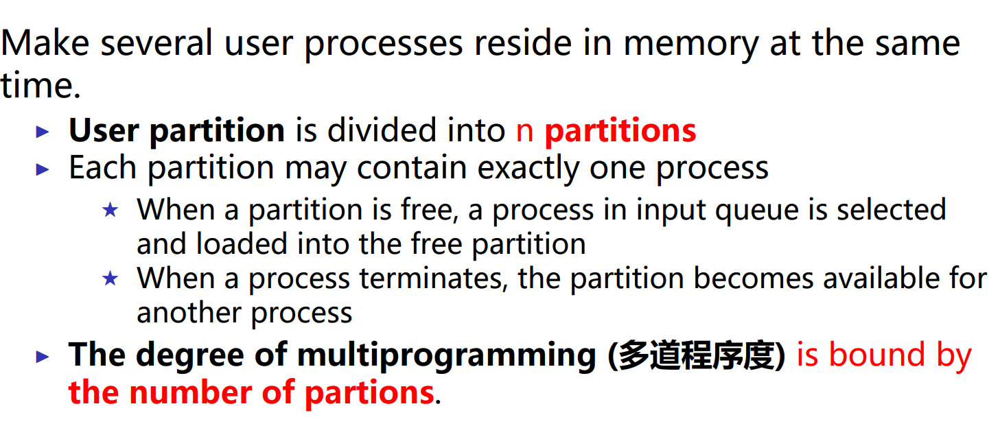 Make several user processes reside in memory at the same
time.
▶ User partition is divided into n partitions
▶ Each partition may contain exactly one process
★ When a partition is free, a process in input queue is selected
and loaded into the free partition
★ When a process terminates, the partition becomes available for
another process
▶ The degree of multiprogramming (多道程序度) is bound by
the number of partions.